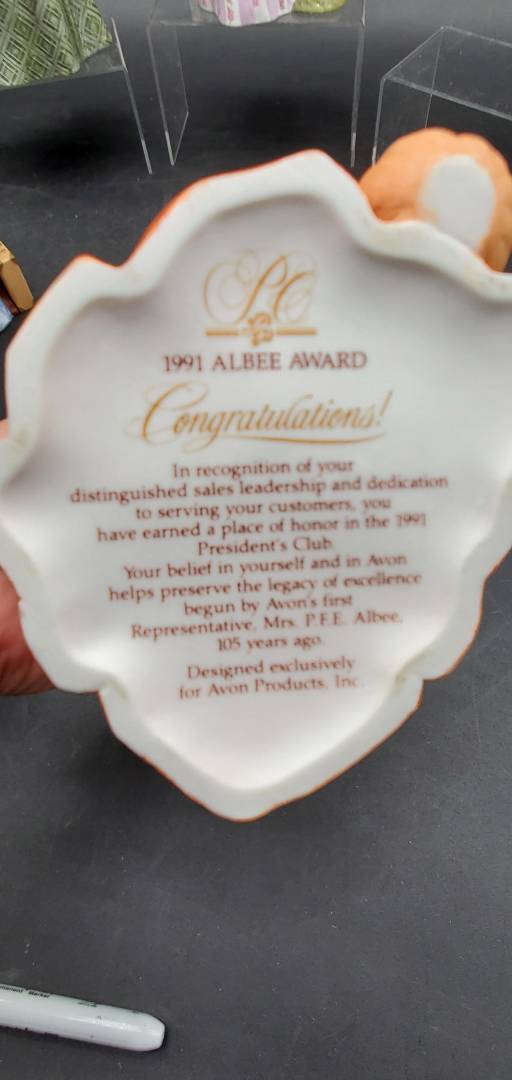 PC
1991 ALBEE AWARD
Congratulations!
In recognition of your
distinguished sales leadership and dedication
to serving your customers, you
have earned a place of honor in the 1991
President's Club.
Your belief in yourself and in Avon
helps preserve the legacy of excellence
begun by Avon's first
Representative, Mrs. P.F.E. Albee,
105 years ago.
Designed exclusively
for Avon Products, Inc.
Marker